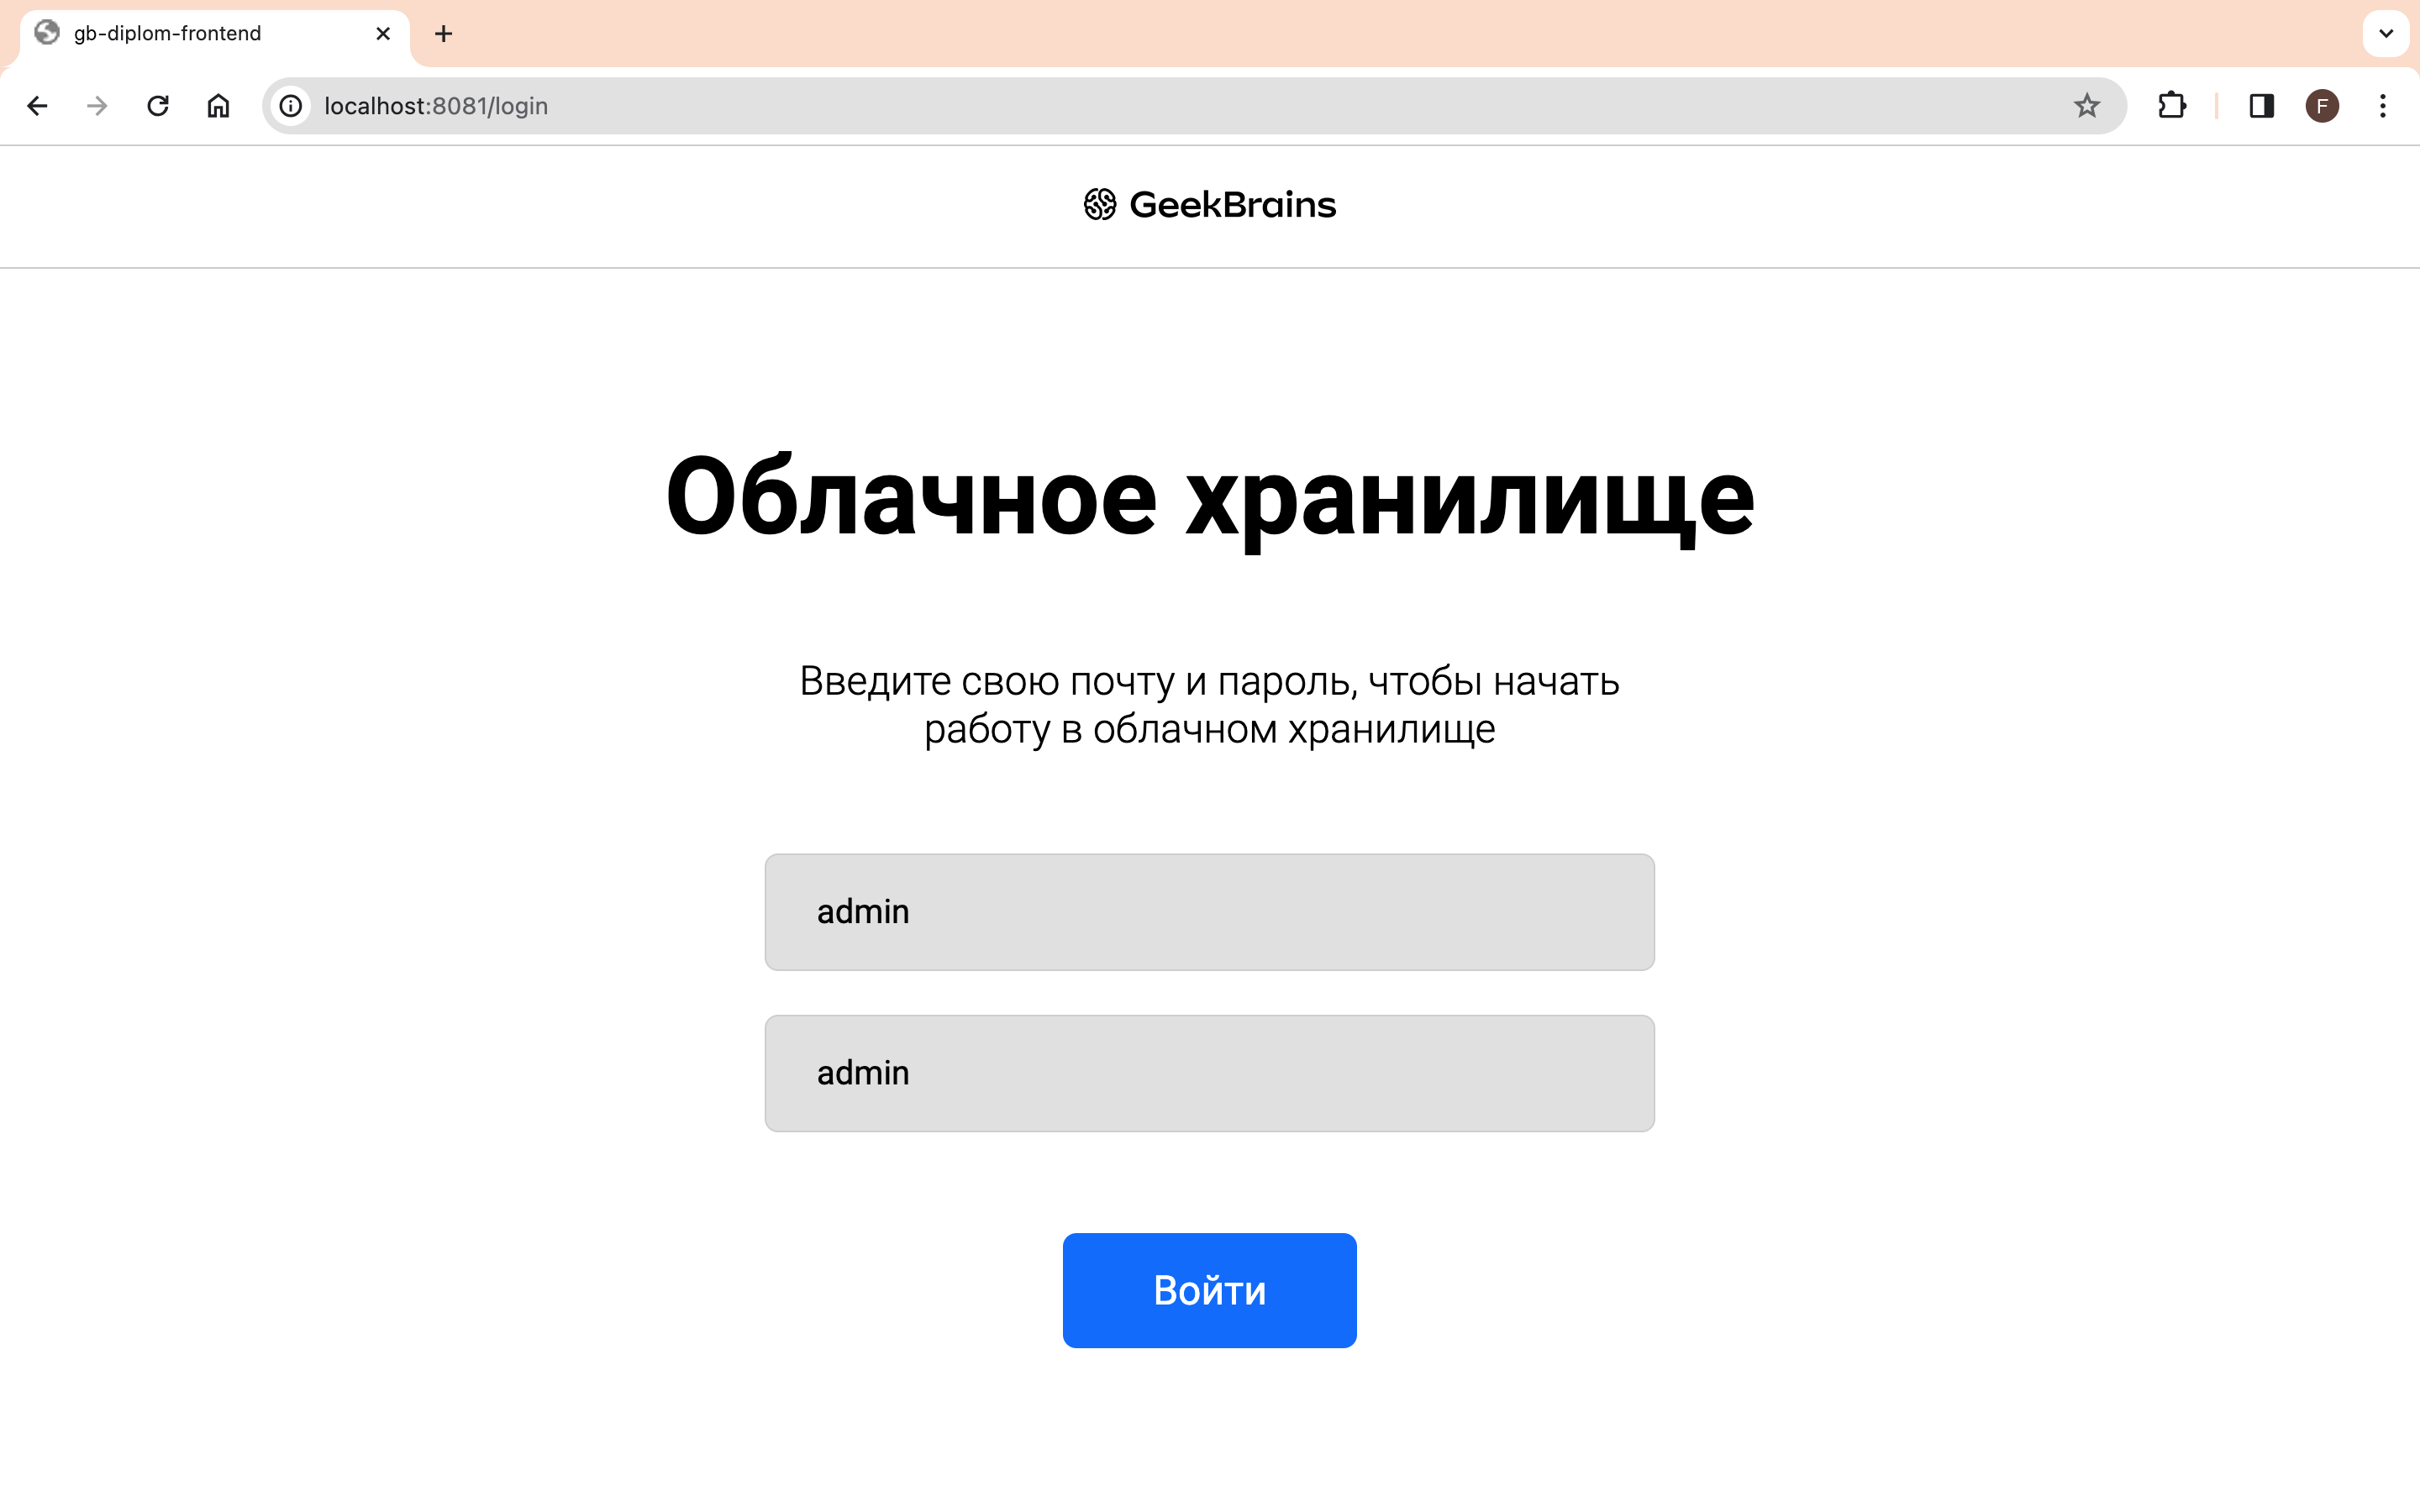 gb-diplom-frontend
localhost:8081/login
F
GeekBrains
Облачное хранилище
Введите свою почту и пароль, чтобы начать
работу в облачном хранилище
admin
admin
Войти